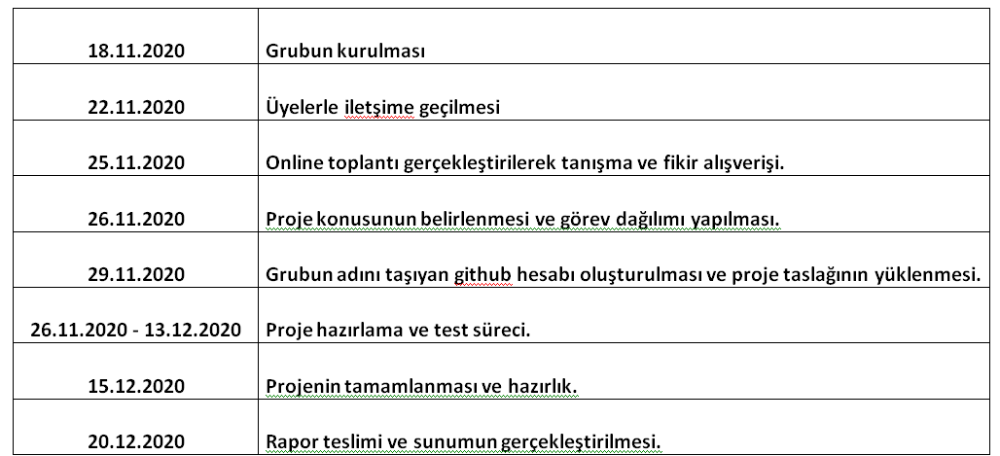 18.11.2020 Grubun kurulması
22.11.2020 Üyelerle iletşime geçilmesi
25.11.2020 Online toplantı gerçekleştirilerek tanışma ve fikir alışverişi.
26.11.2020 Proje konusunun belirlenmesi ve görev dağılımı yapılması.
29.11.2020 Grubun adını taşıyan github hesabı oluşturulması ve proje taslağının yüklenmesi.
26.11.2020 - 13.12.2020 Proje hazırlama ve test süreci.
15.12.2020 Projenin tamamlanması ve hazırlık.
20.12.2020 Rapor teslimi ve sunumun gerçekleştirilmesi.